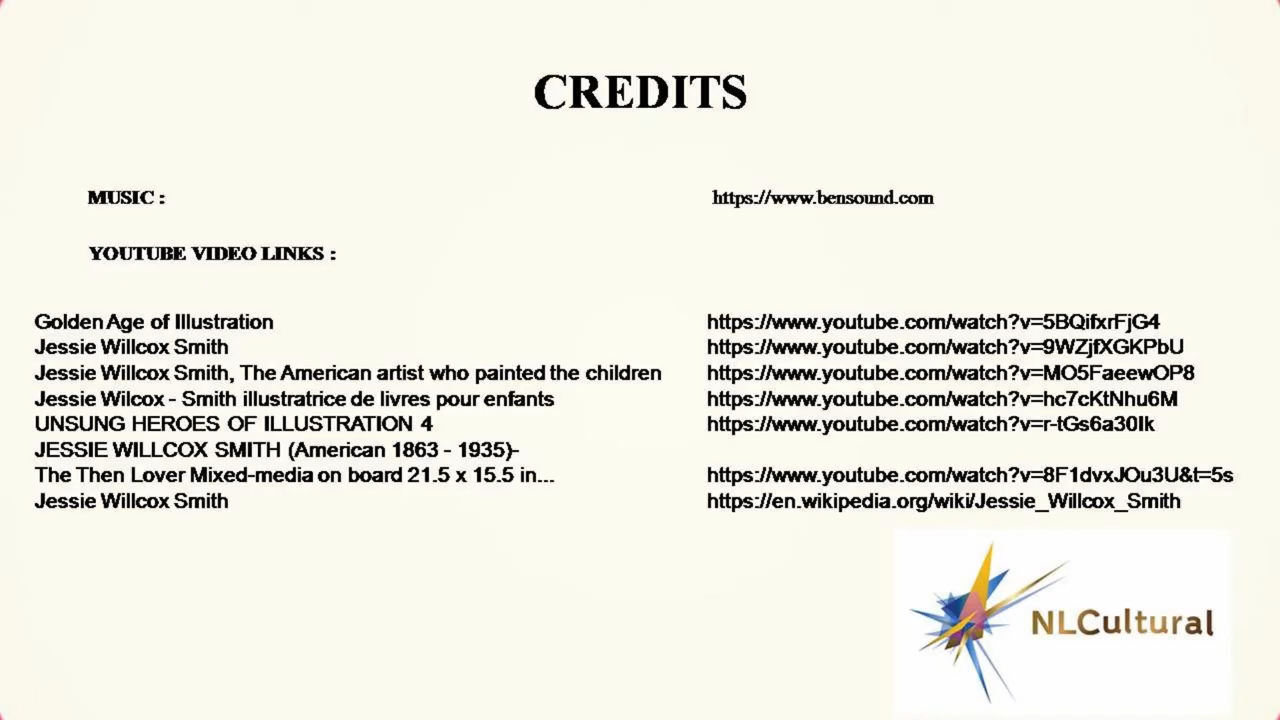 CREDITS
MUSIC : https://www.bensound.com
YOUTUBE VIDEO LINKS :
Golden Age of Illustration https://www.youtube.com/watch?v=5BQifxrFjG4
Jessie Willcox Smith https://www.youtube.com/watch?v=9WZjfXGKPbU
Jessie Willcox Smith, The American artist who painted the children https://www.youtube.com/watch?v=MO5FaeewOP8
Jessie Wilcox - Smith illustratrice de livres pour enfants https://www.youtube.com/watch?v=hc7cKtNhu6M
UNSUNG HEROES OF ILLUSTRATION 4 https://www.youtube.com/watch?v=r-tGs6a30Ik
JESSIE WILLCOX SMITH (American 1863 - 1935)-
The Then Lover Mixed-media on board 21.5 x 15.5 in... https://www.youtube.com/watch?v=8F1dvxJOu3U&t=5s
Jessie Willcox Smith https://en.wikipedia.org/wiki/Jessie_Willcox_Smith
NLCultural